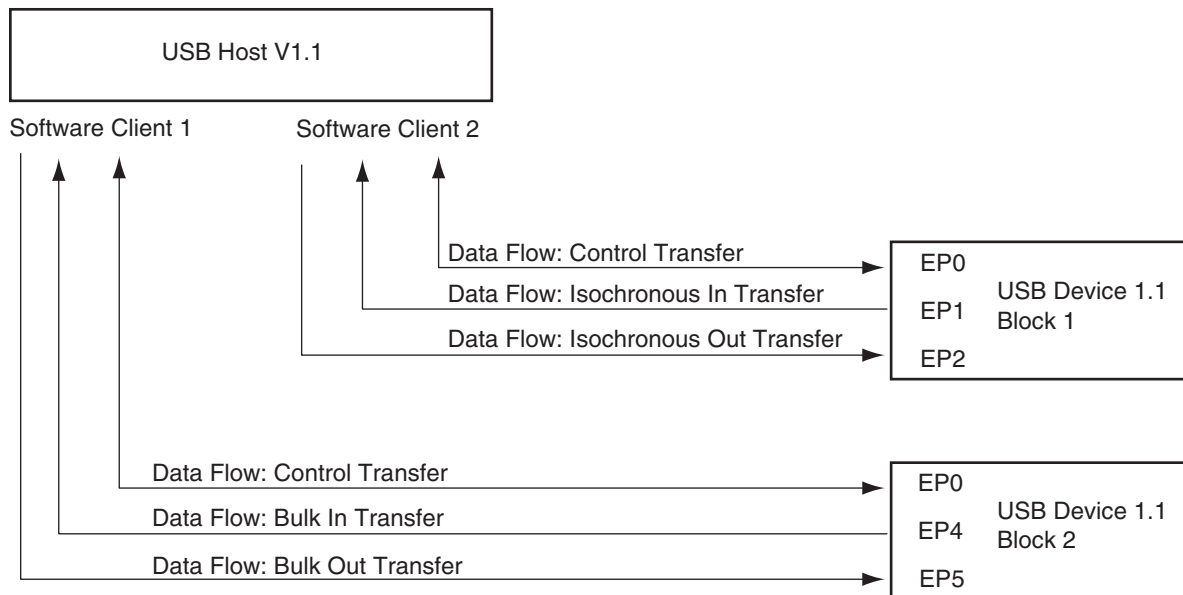 USB Host V1.1
Software Client 1
Software Client 2
Data Flow: Control Transfer
Data Flow: Isochronous In Transfer
Data Flow: Isochronous Out Transfer
EP0
EP1
EP2
USB Device 1.1
Block 1
Data Flow: Control Transfer
Data Flow: Bulk In Transfer
Data Flow: Bulk Out Transfer
EP0
EP4
EP5
USB Device 1.1
Block 2